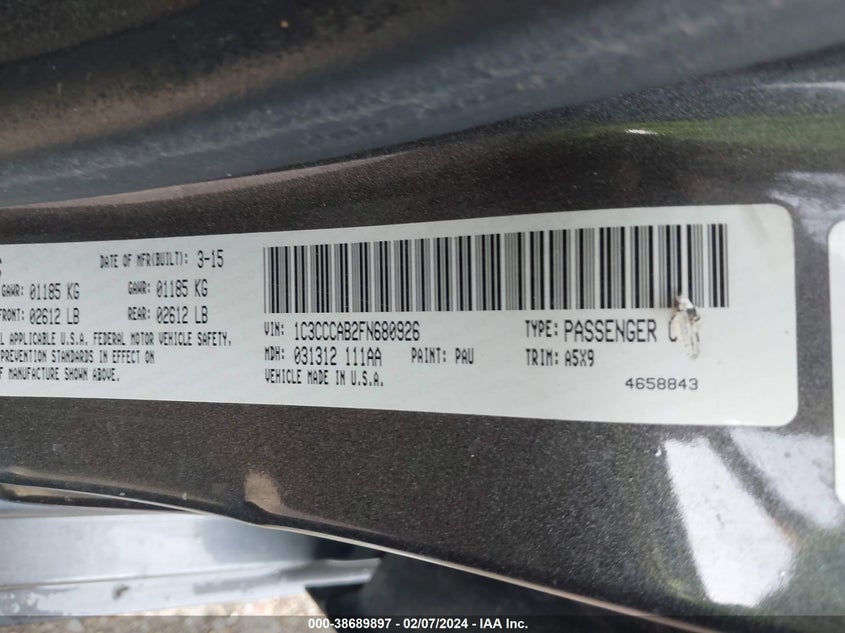 DATE OF MFR(BUILT): 3-15
GAWR: 01185 KG GAWR: 01185 KG
FRONT: 02612 LB REAR: 02612 LB
APPLICABLE U.S.A. FEDERAL MOTOR VEHICLE SAFETY,
PREVENTION STANDARDS IN EFFECT ON
OF MANUFACTURE SHOWN ABOVE.
VIN: 1C3CCCAB2FN680926 TYPE: PASSENGER
MDH: 031312 111AA PAINT: PAU TRIM: A5X9
VEHICLE MADE IN U.S.A. 4658843
000-38689897 - 02/07/2024 - IAA Inc.